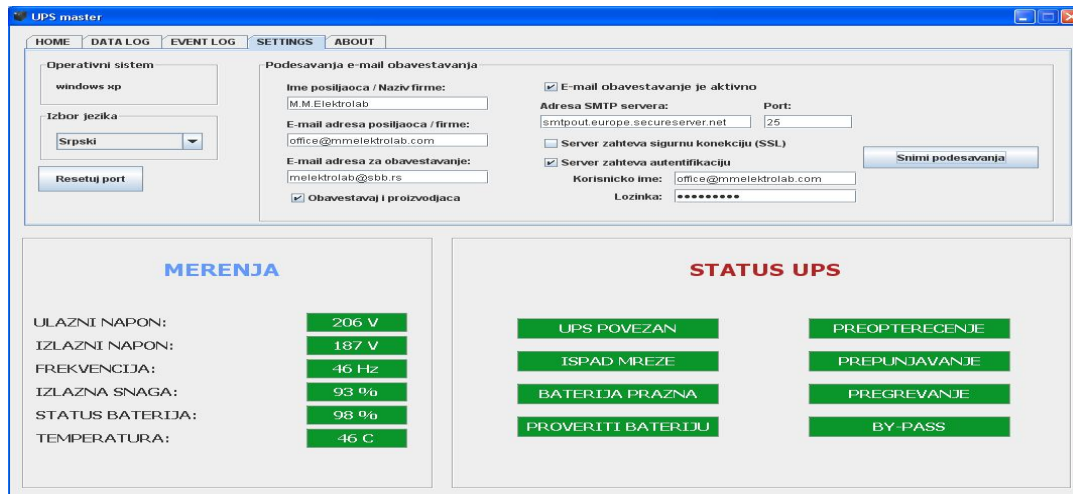 UPS master
HOME DATA LOG EVENT LOG SETTINGS ABOUT
Operativni sistem
windows xp
Izbor jezika
Srpski
Resetuj port
Podesavanja e-mail obavestavanja
Ime posiljaoca / Naziv firme:
M.M.Elektrolab
E-mail adresa posiljaoca / firme:
office@mmelektrolab.com
E-mail adresa za obavestavanje:
melektrolab@sbb.rs
Obavestavaj i proizvodjaca
E-mail obavestavanje je aktivno
Adresa SMTP servera: Port:
smtpout.europe.secureserver.net 25
Server zahteva sigurnu konekciju (SSL)
Server zahteva autentifikaciju
Korisnicko ime: office@mmelektrolab.com
Lozinka: •••••••••
Snimi podesavanja
MERENJA
ULAZNI NAPON: 206 V
IZLAZNI NAPON: 187 V
FREKVENCIJA: 46 Hz
IZLAZNA SNAGA: 93 %
STATUS BATERIJA: 98 %
TEMPERATURA: 46 C
STATUS UPS
UPS POVEZAN PREOPTERECENJE
ISPAD MREZE PREPUNJAVANJE
BATERIJA PRAZNA PREGREVANJE
PROVERITI BATERIJU BY-PASS